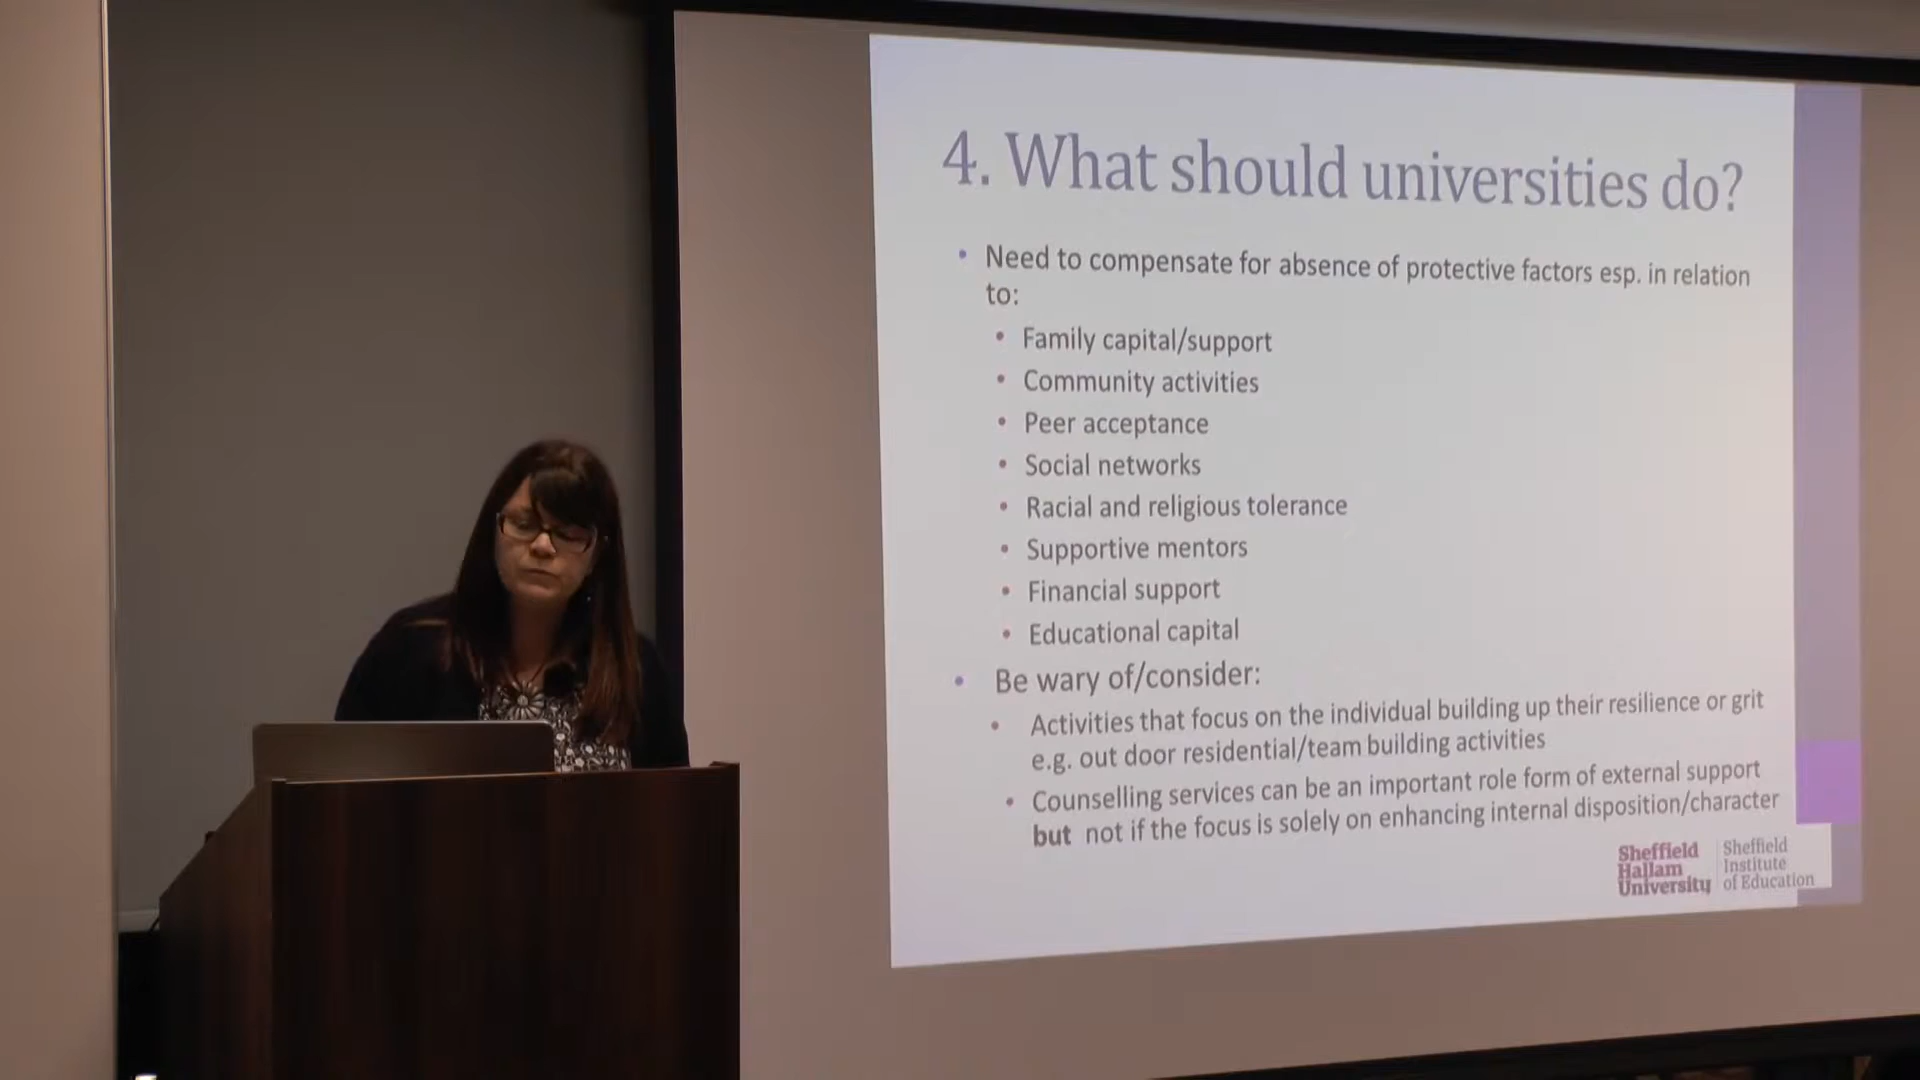 4. What should universities do?
• Need to compensate for absence of protective factors esp. in relation
to:
• Family capital/support
• Community activities
• Peer acceptance
• Social networks
• Racial and religious tolerance
• Supportive mentors
• Financial support
• Educational capital
• Be wary of/consider:
• Activities that focus on the individual building up their resilience or grit
e.g. out door residential/team building activities
• Counselling services can be an important role form of external support
but not if the focus is solely on enhancing internal disposition/character
Sheffield
Hallam
University
Sheffield
Institute
of Education